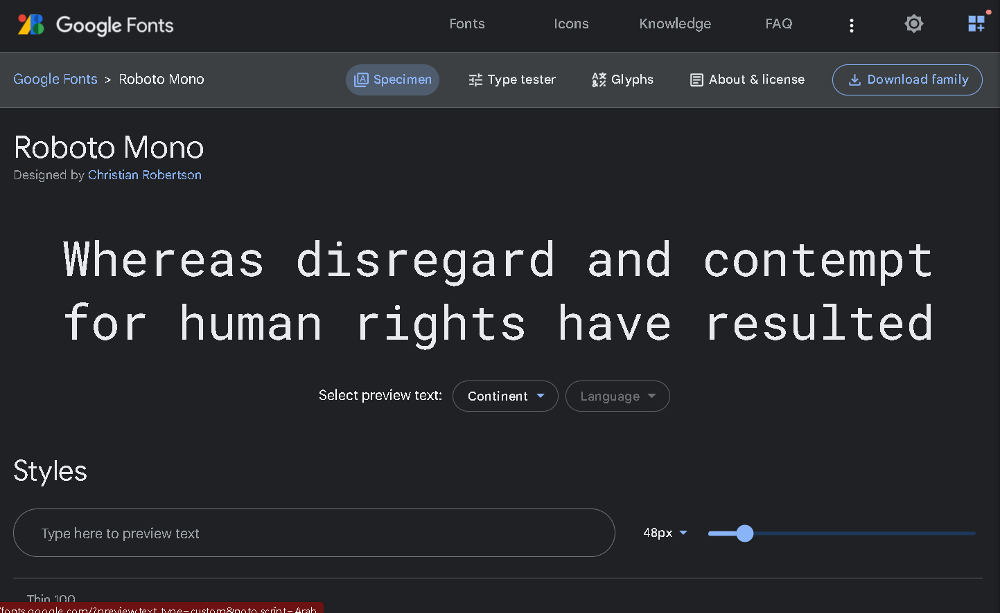 Google Fonts
Fonts Icons Knowledge FAQ
Google Fonts > Roboto Mono
Specimen Type tester Glyphs About & license Download family
Roboto Mono
Designed by Christian Robertson
Whereas disregard and contempt
for human rights have resulted
Select preview text: Continent Language
Styles
Type here to preview text 48px
Thin 100
/fonts.google.com/?preview.text_type=custom&noto.script=Arab